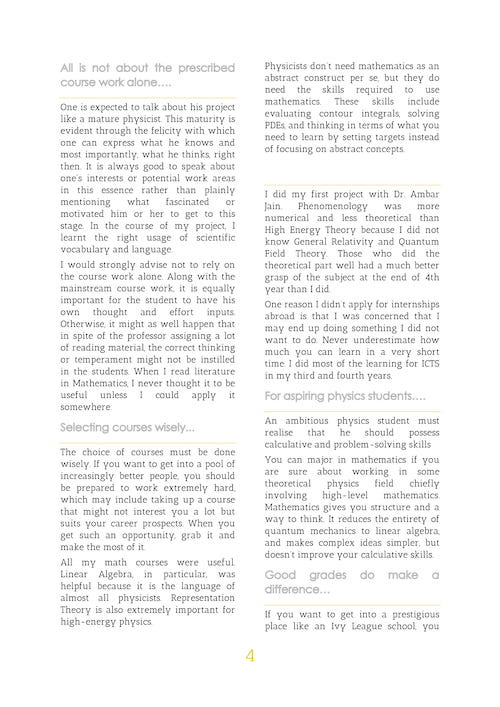 All is not about the prescribed
course work alone….
One is expected to talk about his project
like a mature physicist. This maturity is
evident through the felicity with which
one can express what he knows and
most importantly, what he thinks, right
then. It is always good to speak about
one's interests or potential work areas
in this essence rather than plainly
mentioning what fascinated or
motivated him or her to get to this
stage. In the course of my project, I
learnt the right usage of scientific
vocabulary and language.
I would strongly advise not to rely on
the course work alone. Along with the
mainstream course work, it is equally
important for the student to have his
own thought and effort inputs.
Otherwise, it might as well happen that
in spite of the professor assigning a lot
of reading material, the correct thinking
or temperament might not be instilled
in the students. When I read literature
in Mathematics, I never thought it to be
useful unless I could apply it
somewhere.
Selecting courses wisely...
The choice of courses must be done
wisely. If you want to get into a pool of
increasingly better people, you should
be prepared to work extremely hard,
which may include taking up a course
that might not interest you a lot but
suits your career prospects. When you
get such an opportunity, grab it and
make the most of it.
All my math courses were useful.
Linear Algebra, in particular, was
helpful because it is the language of
almost all physicists. Representation
Theory is also extremely important for
high-energy physics.
Physicists don't need mathematics as an
abstract construct per se, but they do
need the skills required to use
mathematics. These skills include
evaluating contour integrals, solving
PDEs, and thinking in terms of what you
need to learn by setting targets instead
of focusing on abstract concepts.
I did my first project with Dr. Ambar
Jain. Phenomenology was more
numerical and less theoretical than
High Energy Theory because I did not
know General Relativity and Quantum
Field Theory. Those who did the
theoretical part well had a much better
grasp of the subject at the end of 4th
year than I did.
One reason I didn't apply for internships
abroad is that I was concerned that I
may end up doing something I did not
want to do. Never underestimate how
much you can learn in a very short
time. I did most of the learning for ICTS
in my third and fourth years.
For aspiring physics students….
An ambitious physics student must
realise that he should possess
calculative and problem-solving skills
You can major in mathematics if you
are sure about working in some
theoretical physics field chiefly
involving high-level mathematics.
Mathematics gives you structure and a
way to think. It reduces the entirety of
quantum mechanics to linear algebra,
and makes complex ideas simpler, but
doesn't improve your calculative skills.
Good grades do make a
difference…
If you want to get into a prestigious
place like an Ivy League school, you
4